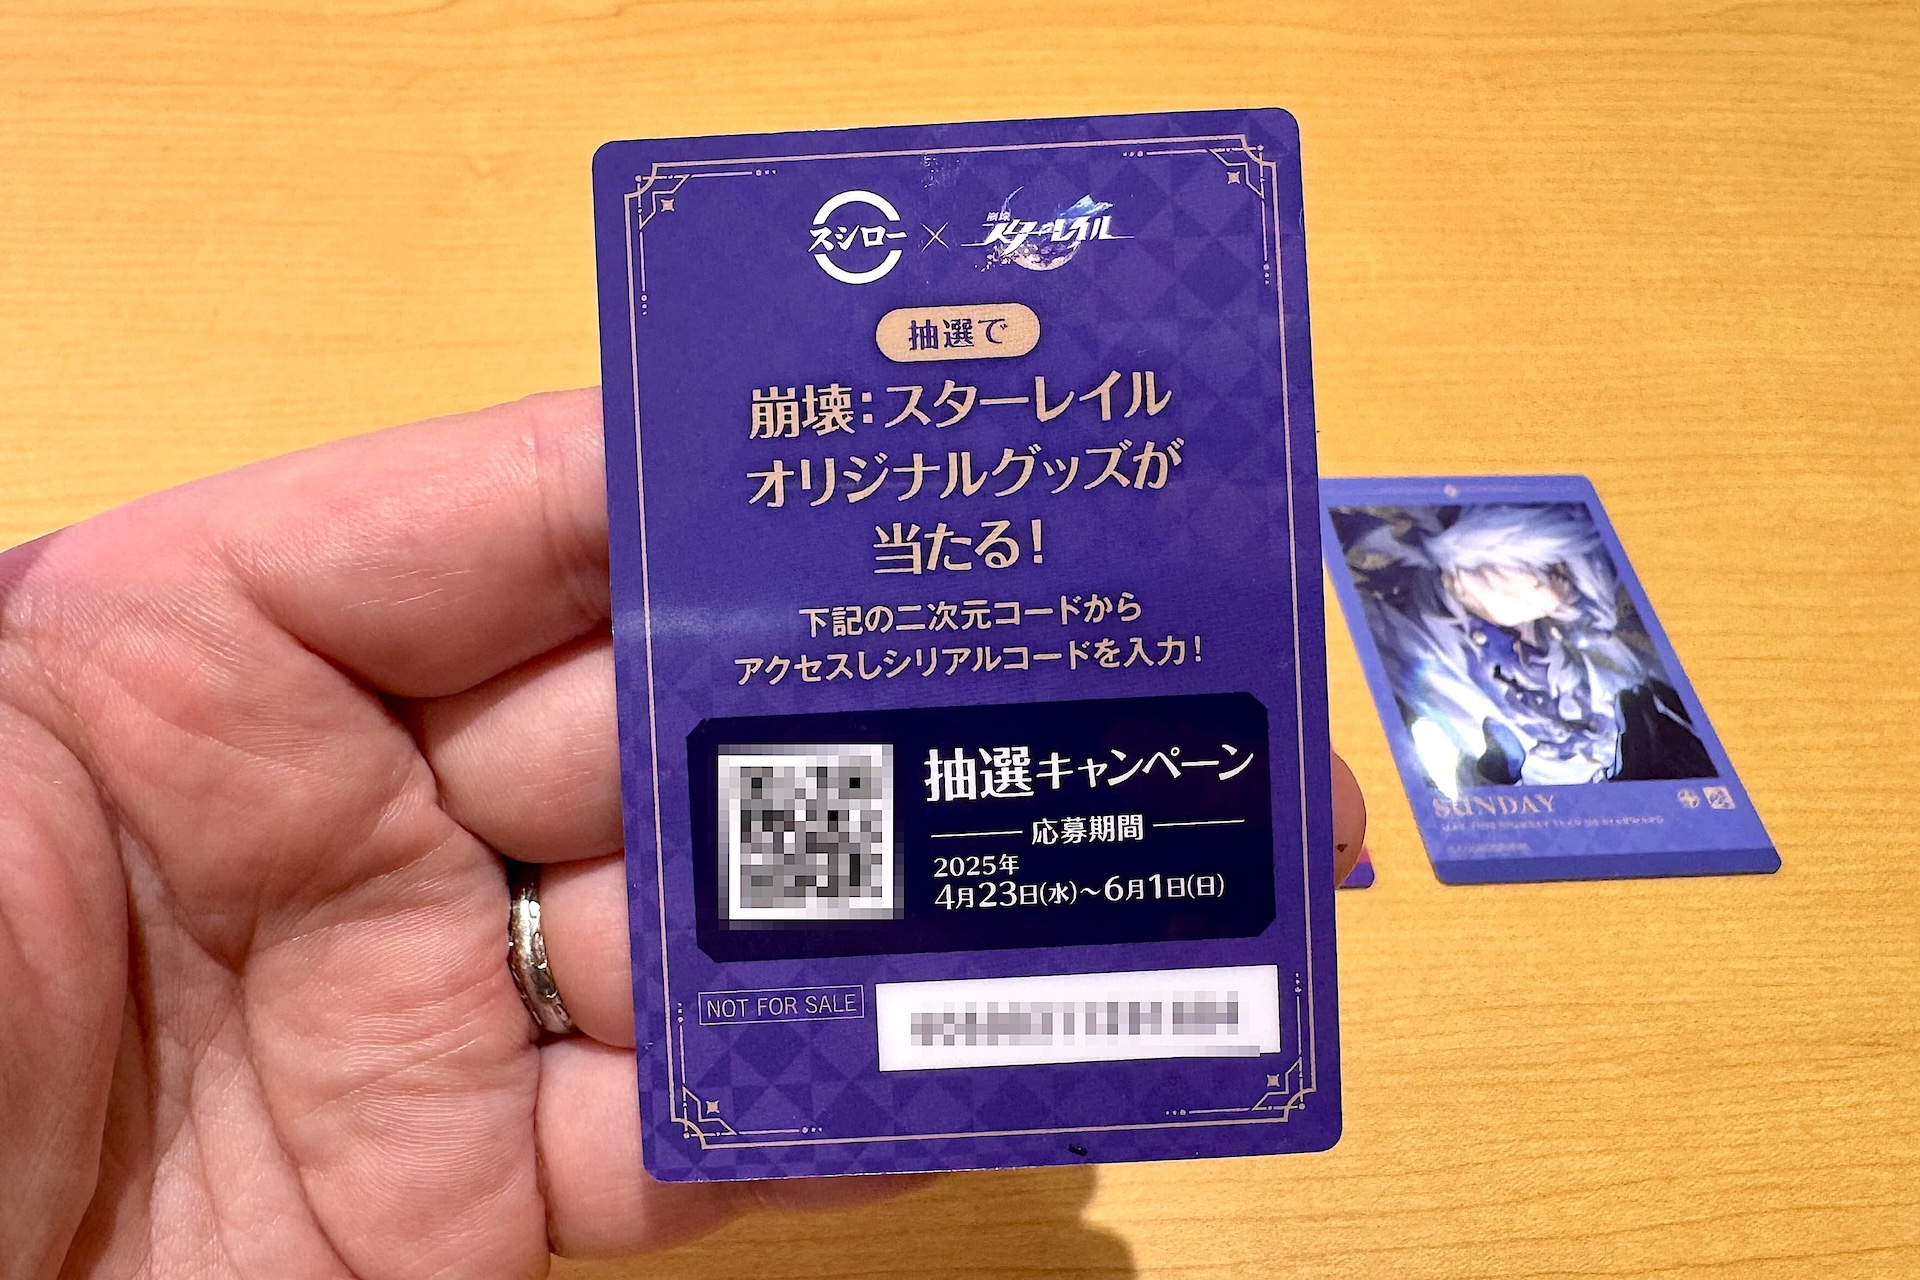 スシロー × 崩壊 スターレイル
抽選で
崩壊：スターレイル
オリジナルグッズが
当たる！
下記の二次元コードから
アクセスしシリアルコードを入力！
抽選キャンペーン
応募期間
2025年
4月23日(水)〜6月1日(日)
NOT FOR SALE
SUNDAY